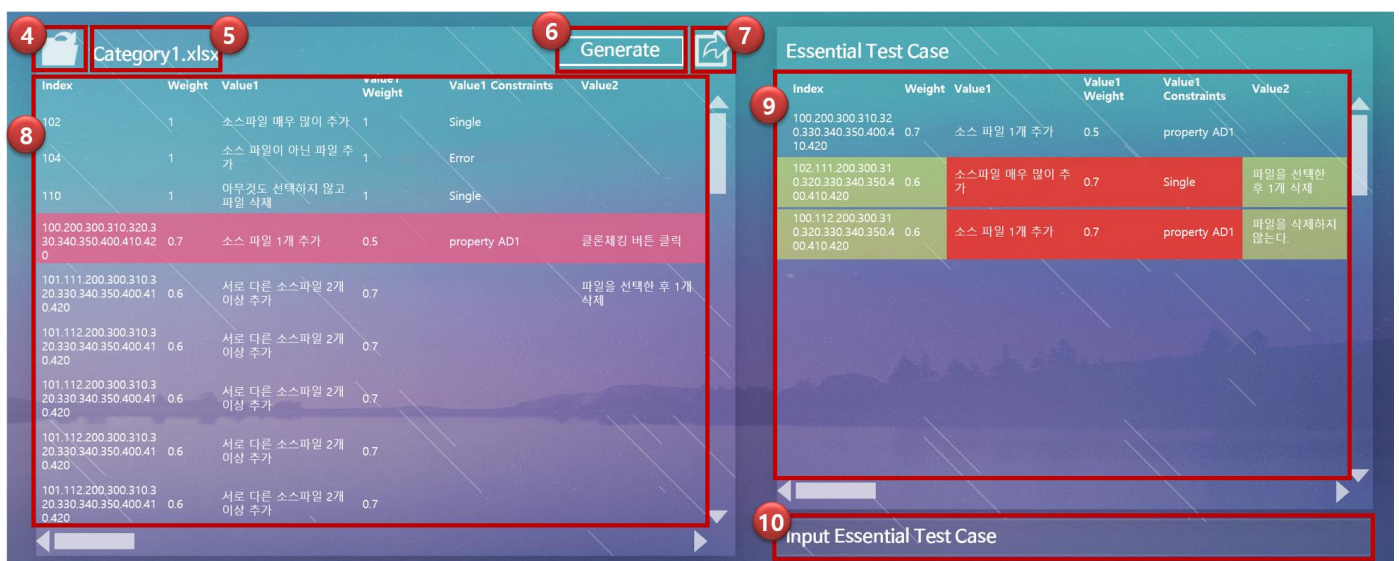 4
5
6
7
Category1.xlsx
Generate
Essential Test Case
8
Index Weight Value1 Value1 Weight Value1 Constraints Value2
102 1 소스파일 매우 많이 추가 1 Single
104 1 소스 파일이 아닌 파일 추
가 1 Error
110 1 아무것도 선택하지 않고
파일 삭제 1 Single
100.200.300.310.320.3
30.340.350.400.410.42 0.7 소스 파일 1개 추가 0.5 property AD1 클론체킹 버튼 클릭
0
101.111.200.300.310.3
20.330.340.350.400.41 0.6 서로 다른 소스파일 2개
이상 추가 0.7 파일을 선택한 후 1개
삭제
0.420
101.112.200.300.310.3
20.330.340.350.400.41 0.6 서로 다른 소스파일 2개
이상 추가 0.7
0.420
101.112.200.300.310.3
20.330.340.350.400.41 0.6 서로 다른 소스파일 2개
이상 추가 0.7
0.420
101.112.200.300.310.3
20.330.340.350.400.41 0.6 서로 다른 소스파일 2개
이상 추가 0.7
0.420
101.112.200.300.310.3
20.330.340.350.400.41 0.6 서로 다른 소스파일 2개
이상 추가 0.7
0.420
9
Index Weight Value1 Value1
Weight Value1
Constraints Value2
100.200.300.310.32
0.330.340.350.400.4 0.7 소스 파일 1개 추가 0.5 property AD1
10.420
102.111.200.300.31
0.320.330.340.350.4 0.6 소스파일 매우 많이 추
가 0.7 Single 파일을 선택한
후 1개 삭제
00.410.420
100.112.200.300.31
0.320.330.340.350.4 0.6 소스 파일 1개 추가 0.7 property AD1 파일을 삭제하지
않는다.
00.410.420
10
Input Essential Test Case